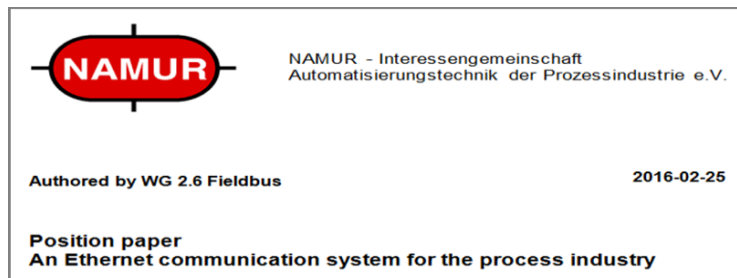 NAMUR
NAMUR - Interessengemeinschaft
Automatisierungstechnik der Prozessindustrie e.V.
Authored by WG 2.6 Fieldbus
2016-02-25
Position paper
An Ethernet communication system for the process industry